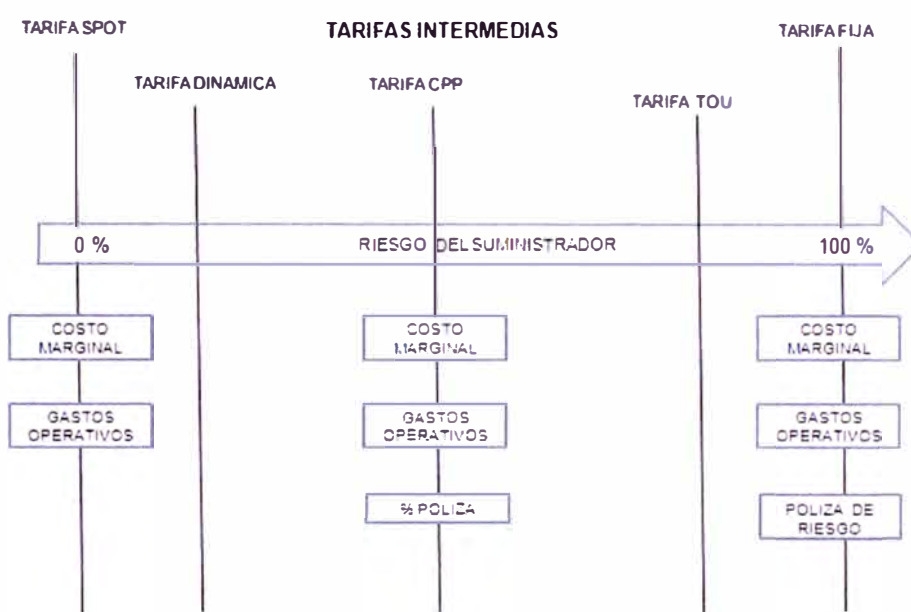 TARIFA SPOT
TARIFAS INTERMEDIAS
TARIFA FIJA
TARIFA DINAMICA
TARIFA CPP
TARIFA TOU
0 %
RIESGO DEL SUMINISTRADOR
100 %
COSTO
MARGINAL
COSTO
MARGINAL
COSTO
MARGINAL
GASTOS
OPERATIVOS
GASTOS
OPERATIVOS
GASTOS
OPERATIVOS
% POLIZA
POLIZA DE
RIESGO